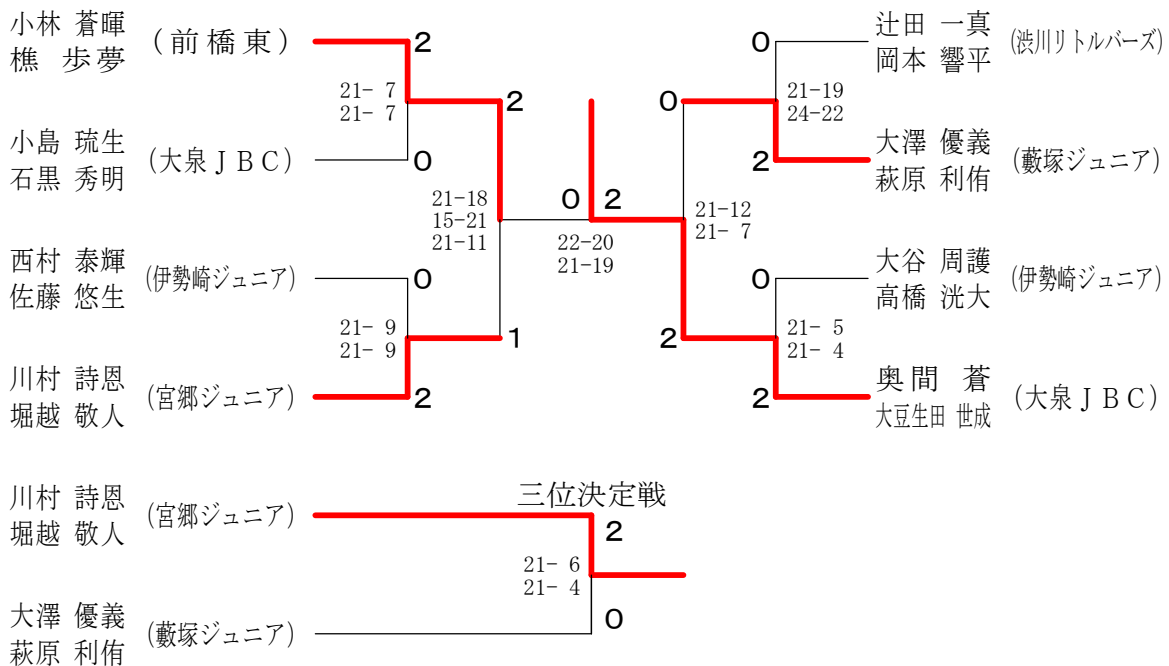 小林 蒼暉
樵 歩夢
(前橋東)
2
21- 7
21- 7
0
小島 琉生
石黒 秀明
(大泉ＪＢＣ)
2
21-18
15-21
21-11
1
西村 泰輝
佐藤 悠生
(伊勢崎ジュニア)
0
21- 9
21- 9
2
川村 詩恩
堀越 敬人
(宮郷ジュニア)
0
2
22-20
21-19
辻田 一真
岡本 響平
(渋川リトルバーズ)
0
21-19
24-22
2
大澤 優義
萩原 利侑
(藪塚ジュニア)
0
21-12
21- 7
2
大谷 周護
高橋 洸大
(伊勢崎ジュニア)
0
21- 5
21- 4
2
奥間 蒼
大豆生田 世成
(大泉ＪＢＣ)
三位決定戦
川村 詩恩
堀越 敬人
(宮郷ジュニア)
2
21- 6
21- 4
0
大澤 優義
萩原 利侑
(藪塚ジュニア)